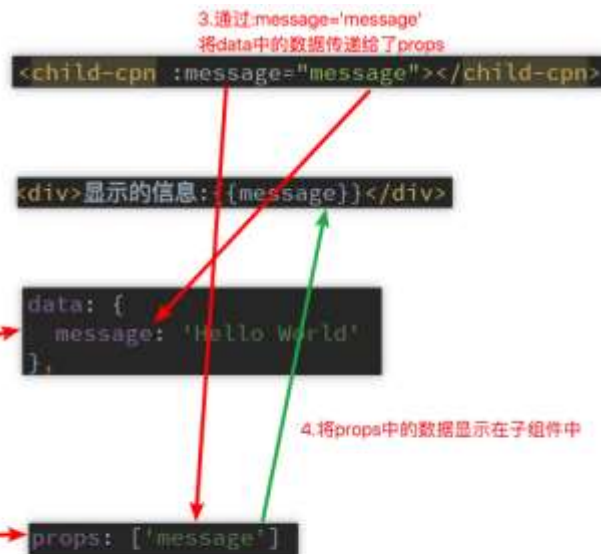 3.通过:message='message'
将data中的数据传递给了props
<child-cpn :message="message"></child-cpn>
<div>显示的信息:{{message}}</div>
data: {
message: 'Hello World'
},
4.将props中的数据显示在子组件中
props: ['message']